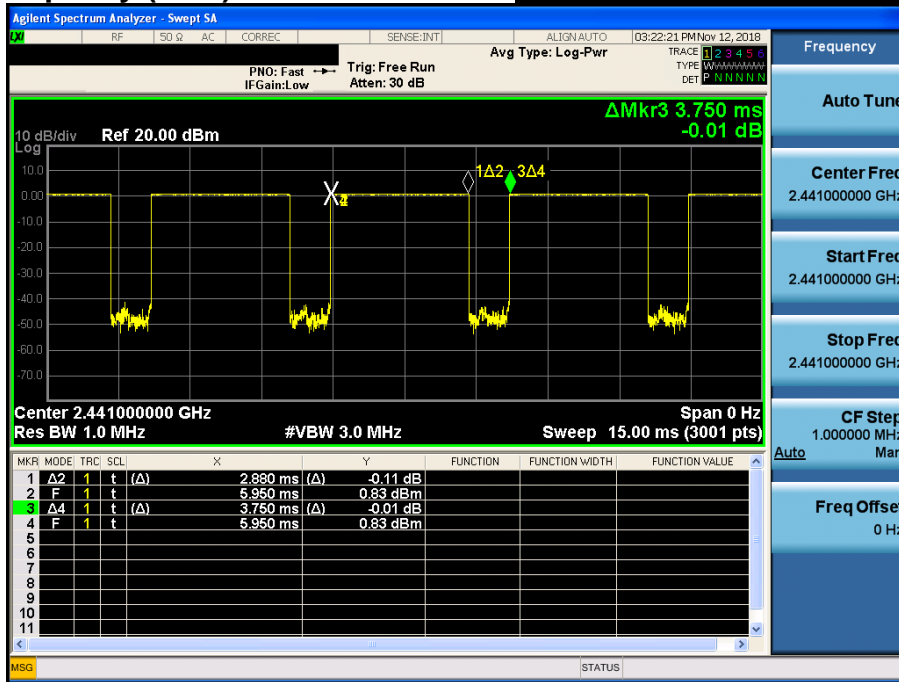 Agilent Spectrum Analyzer - Swept SA
LXI RF 50 Ω AC CORREC SENSE:INT ALIGN AUTO 03:22:21 PM Nov 12, 2018
Frequency
Avg Type: Log-Pwr
TRACE 1 2 3 4 5 6
PNO: Fast Trig: Free Run
TYPE W
IFGain:Low Atten: 30 dB
DET P N N N N N
Auto Tune
ΔMkr3 3.750 ms
-0.01 dB
10 dB/div Ref 20.00 dBm
Log
10.0
0.00
-10.0
-20.0
-30.0
-40.0
-50.0
-60.0
-70.0
1Δ2 3Δ4
Center Freq
2.441000000 GHz
Start Freq
2.441000000 GHz
Stop Freq
2.441000000 GHz
Center 2.441000000 GHz Span 0 Hz
Res BW 1.0 MHz #VBW 3.0 MHz Sweep 15.00 ms (3001 pts)
CF Step
1.000000 MHz
Auto Man
MKR MODE TRC SCL X Y FUNCTION FUNCTION WIDTH FUNCTION VALUE
1 Δ2 1 t (Δ) 2.880 ms (Δ) -0.11 dB
2 F 1 t 5.950 ms 0.83 dBm
3 Δ4 1 t (Δ) 3.750 ms (Δ) -0.01 dB
4 F 1 t 5.950 ms 0.83 dBm
5
6
7
8
9
10
11
Freq Offset
0 Hz
MSG STATUS